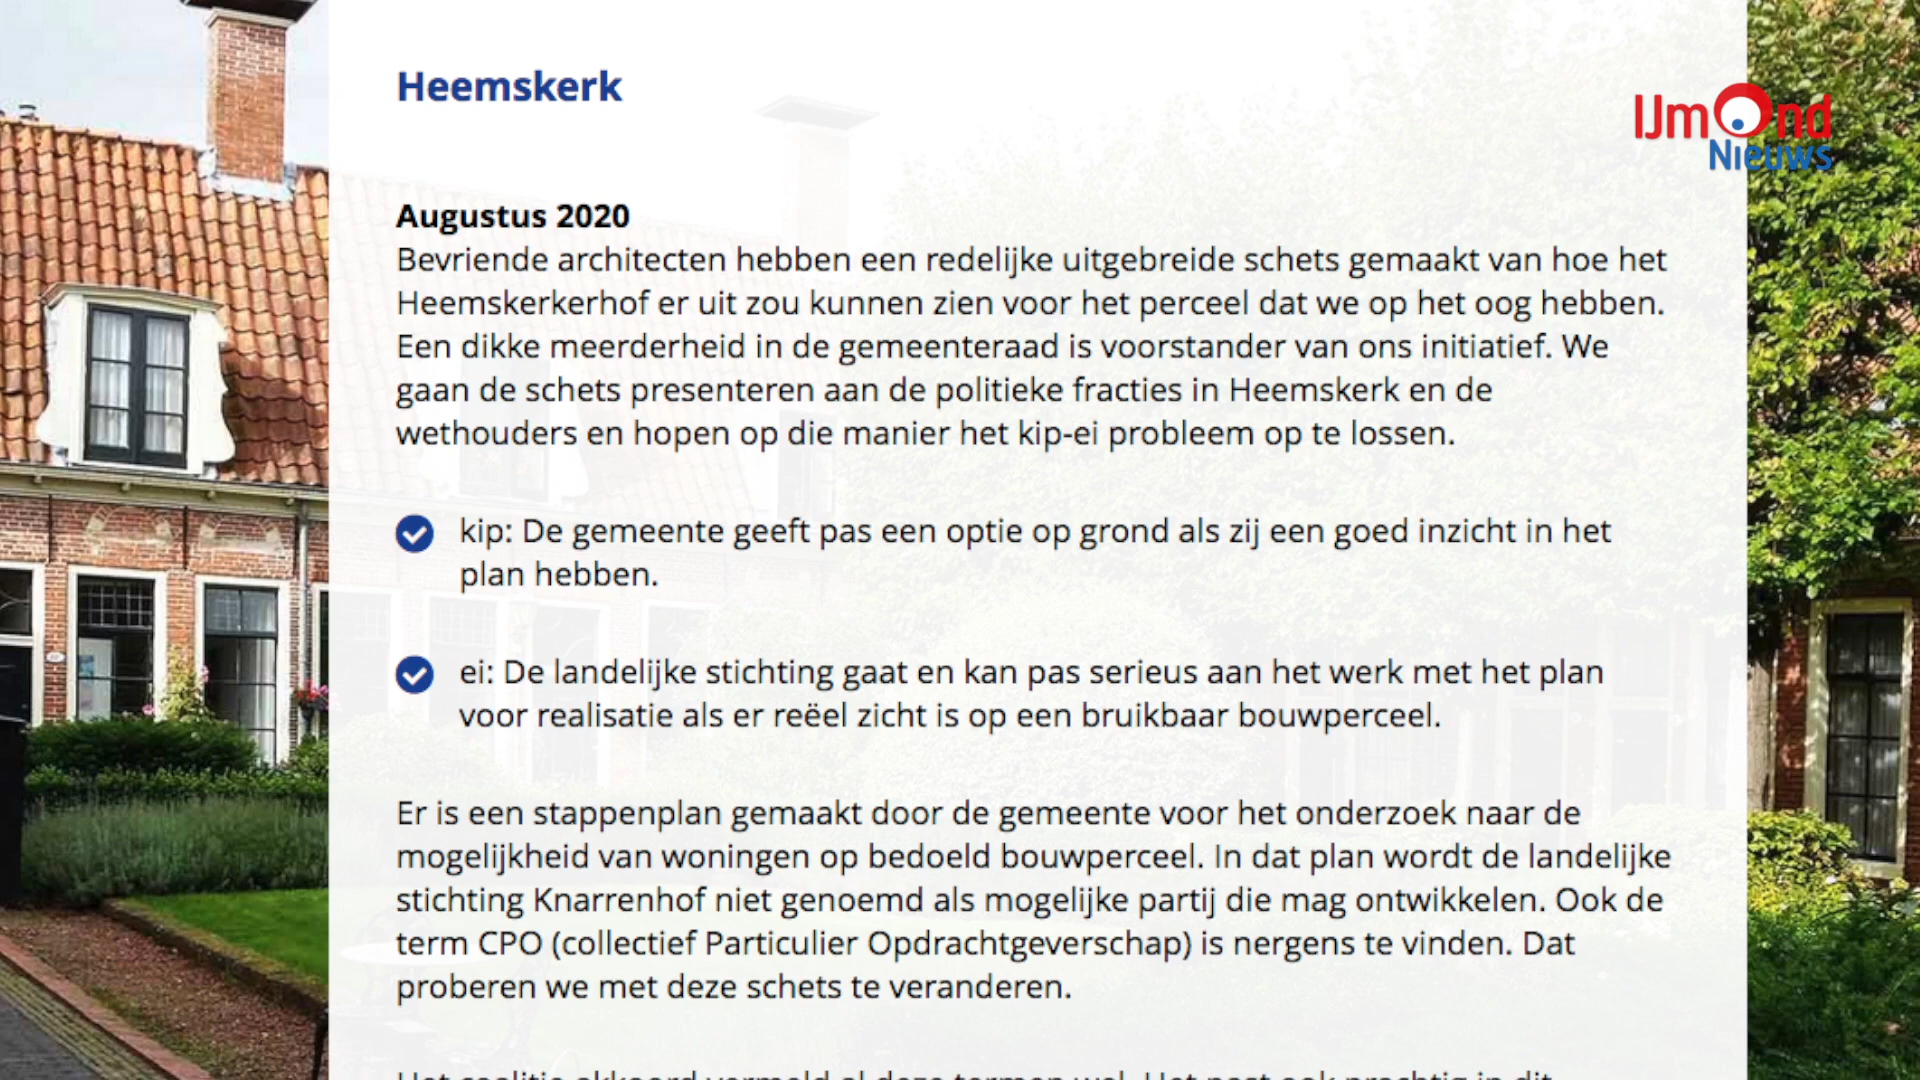 Heemskerk
IJmond
Nieuws
Augustus 2020
Bevriende architecten hebben een redelijke uitgebreide schets gemaakt van hoe het
Heemskerkerhof er uit zou kunnen zien voor het perceel dat we op het oog hebben.
Een dikke meerderheid in de gemeenteraad is voorstander van ons initiatief. We
gaan de schets presenteren aan de politieke fracties in Heemskerk en de
wethouders en hopen op die manier het kip-ei probleem op te lossen.
kip: De gemeente geeft pas een optie op grond als zij een goed inzicht in het
plan hebben.
ei: De landelijke stichting gaat en kan pas serieus aan het werk met het plan
voor realisatie als er reëel zicht is op een bruikbaar bouwperceel.
Er is een stappenplan gemaakt door de gemeente voor het onderzoek naar de
mogelijkheid van woningen op bedoeld bouwperceel. In dat plan wordt de landelijke
stichting Knarrenhof niet genoemd als mogelijke partij die mag ontwikkelen. Ook de
term CPO (collectief Particulier Opdrachtgeverschap) is nergens te vinden. Dat
proberen we met deze schets te veranderen.